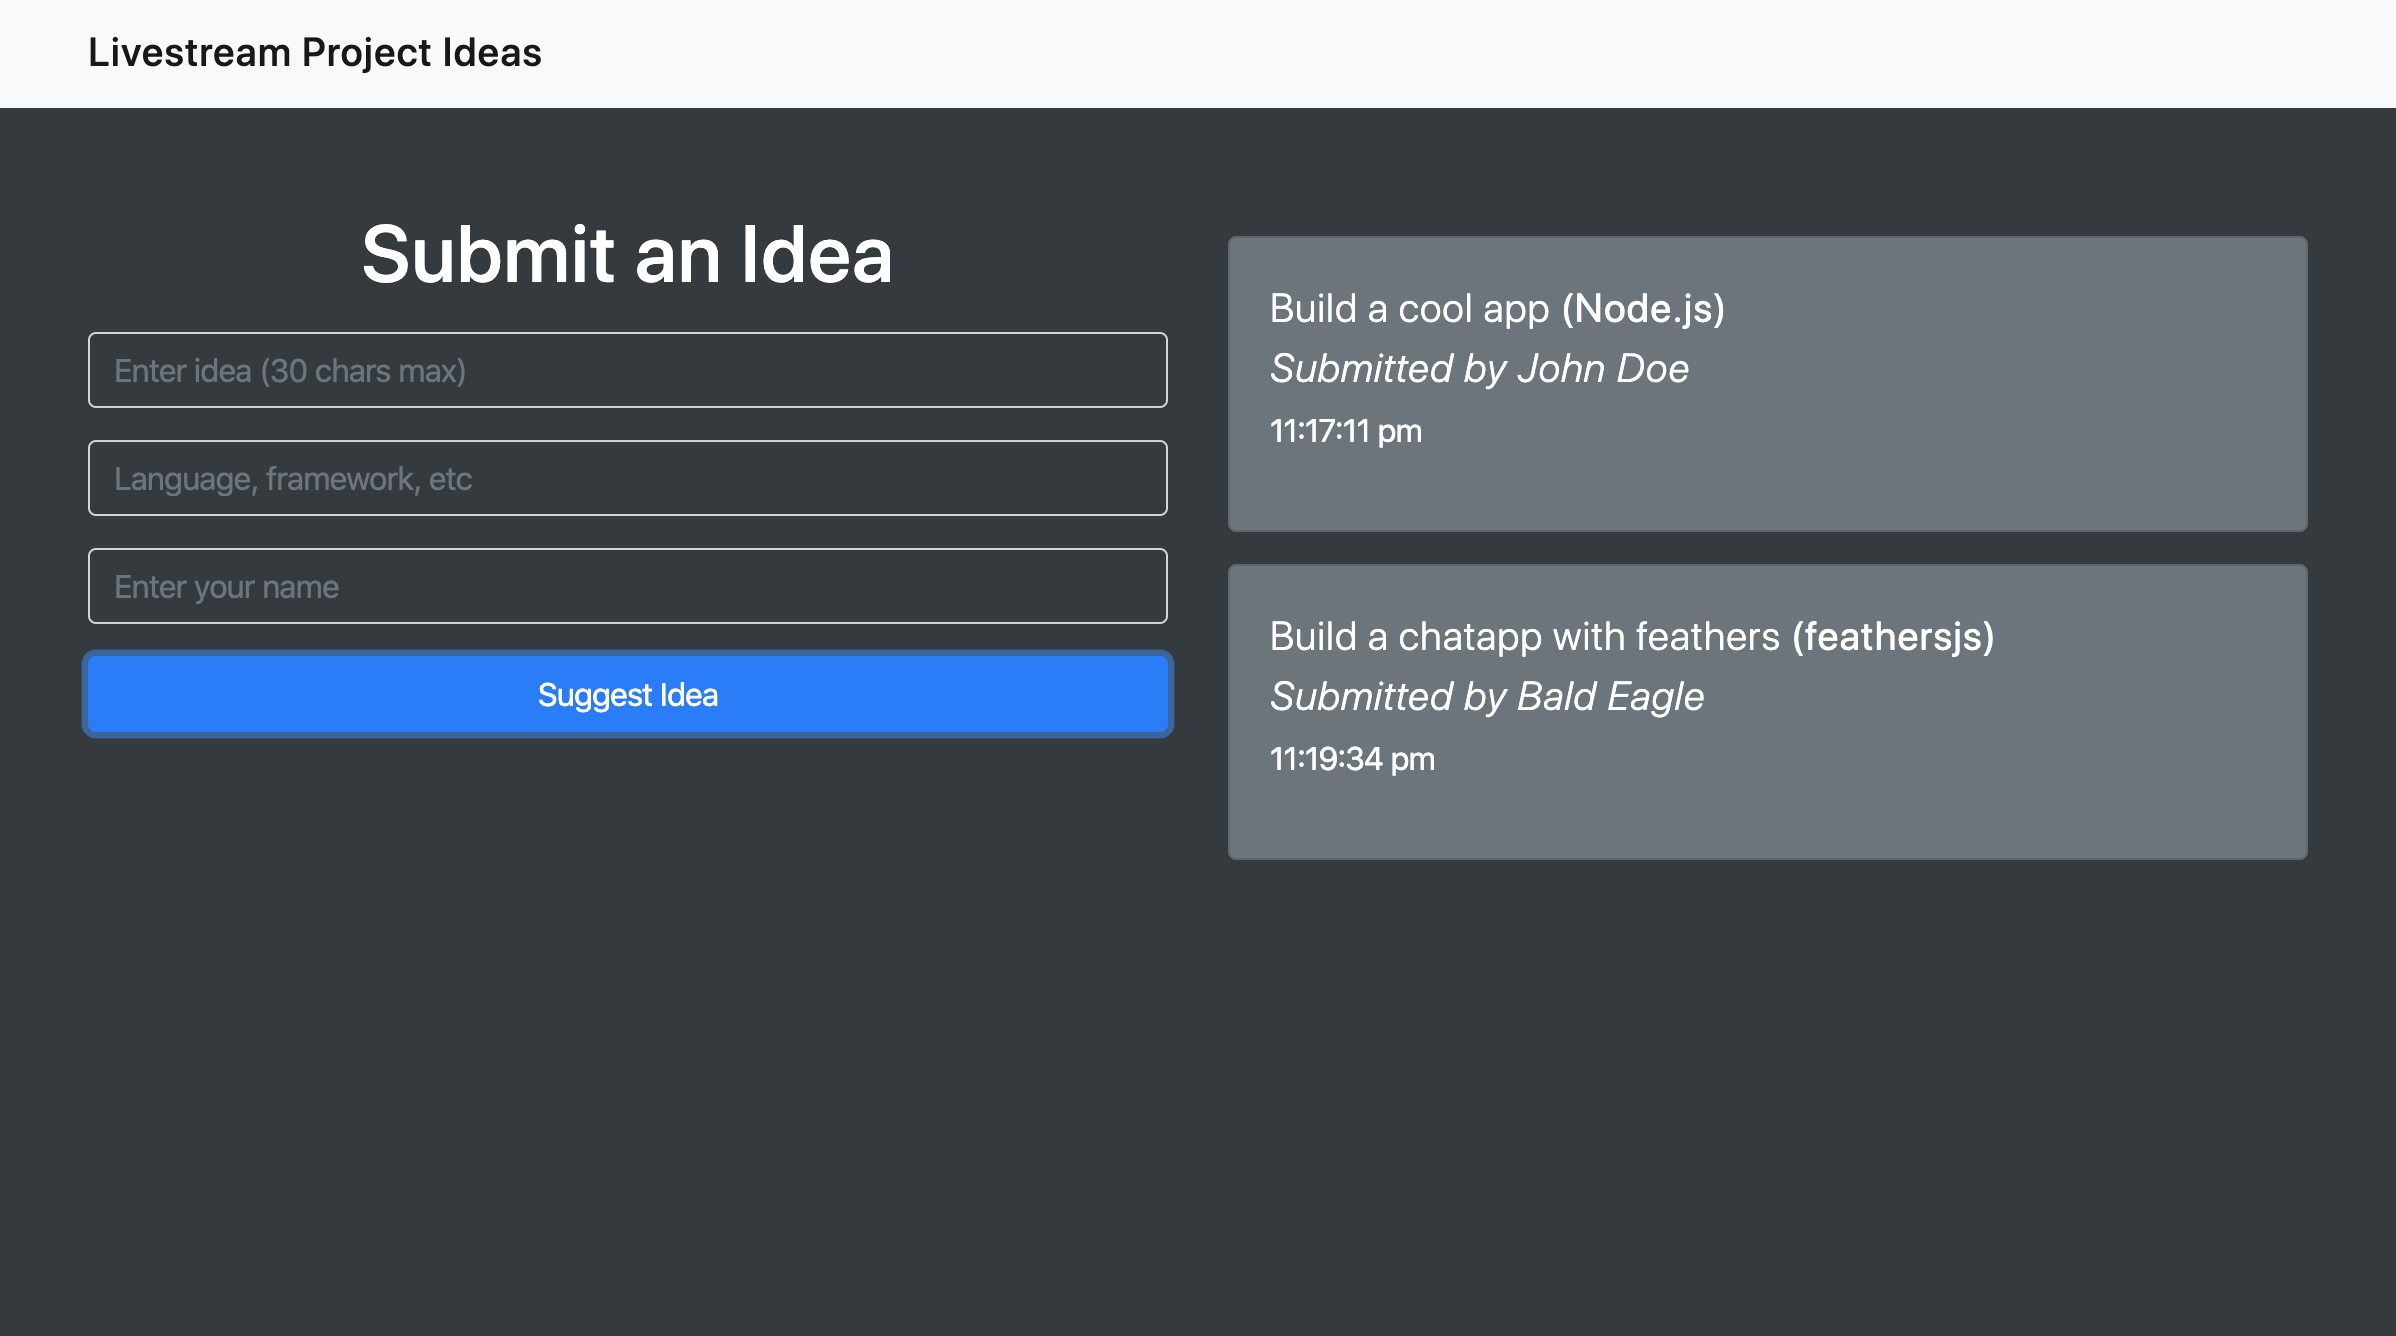 Livestream Project Ideas
Submit an Idea
Enter idea (30 chars max)
Language, framework, etc
Enter your name
Suggest Idea
Build a cool app (Node.js)
Submitted by John Doe
11:17:11 pm
Build a chatapp with feathers (feathersjs)
Submitted by Bald Eagle
11:19:34 pm